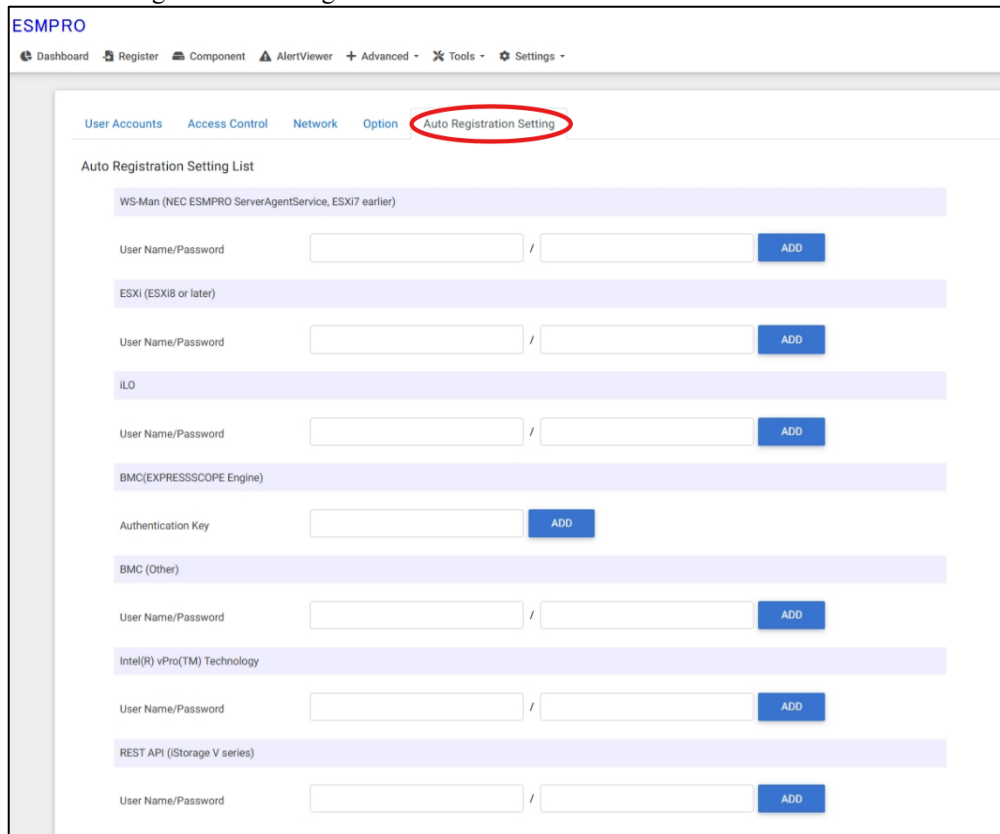 ESMPRO
Dashboard Register Component AlertViewer Advanced Tools Settings
User Accounts Access Control Network Option Auto Registration Setting
Auto Registration Setting List
WS-Man (NEC ESMPRO ServerAgentService, ESXi7 earlier)
User Name/Password / ADD
ESXi (ESXi8 or later)
User Name/Password / ADD
iLO
User Name/Password / ADD
BMC(EXPRESSSCOPE Engine)
Authentication Key ADD
BMC (Other)
User Name/Password / ADD
Intel(R) vPro(TM) Technology
User Name/Password / ADD
REST API (iStorage V series)
User Name/Password / ADD